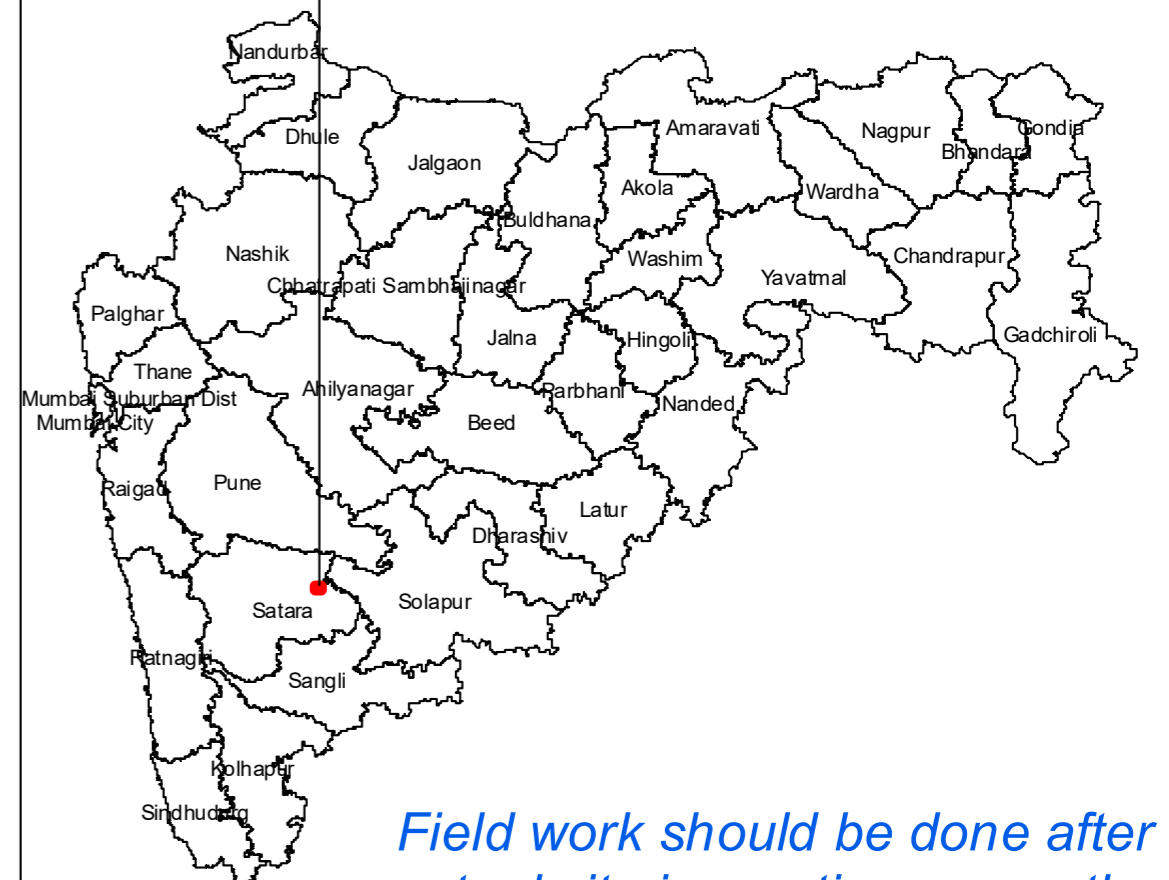 Nandurbar
Dhule
Jalgaon
Amaravati
Nagpur
Gondia
Bhandara
Akola
Wardha
Buldhana
Nashik
Washim
Chandrapur
Yavatmal
Chhatrapati Sambhajinagar
Palghar
Jalna
Hingoli
Gadchiroli
Thane
Ahilyanagar
Parbhani
Mumbai Suburban Dist
Nanded
Mumbai City
Beed
Raigad
Pune
Latur
Dharashiv
Satara
Solapur
Ratnagiri
Sangli
Kolhapur
Sindhudurg
Field work should be done after